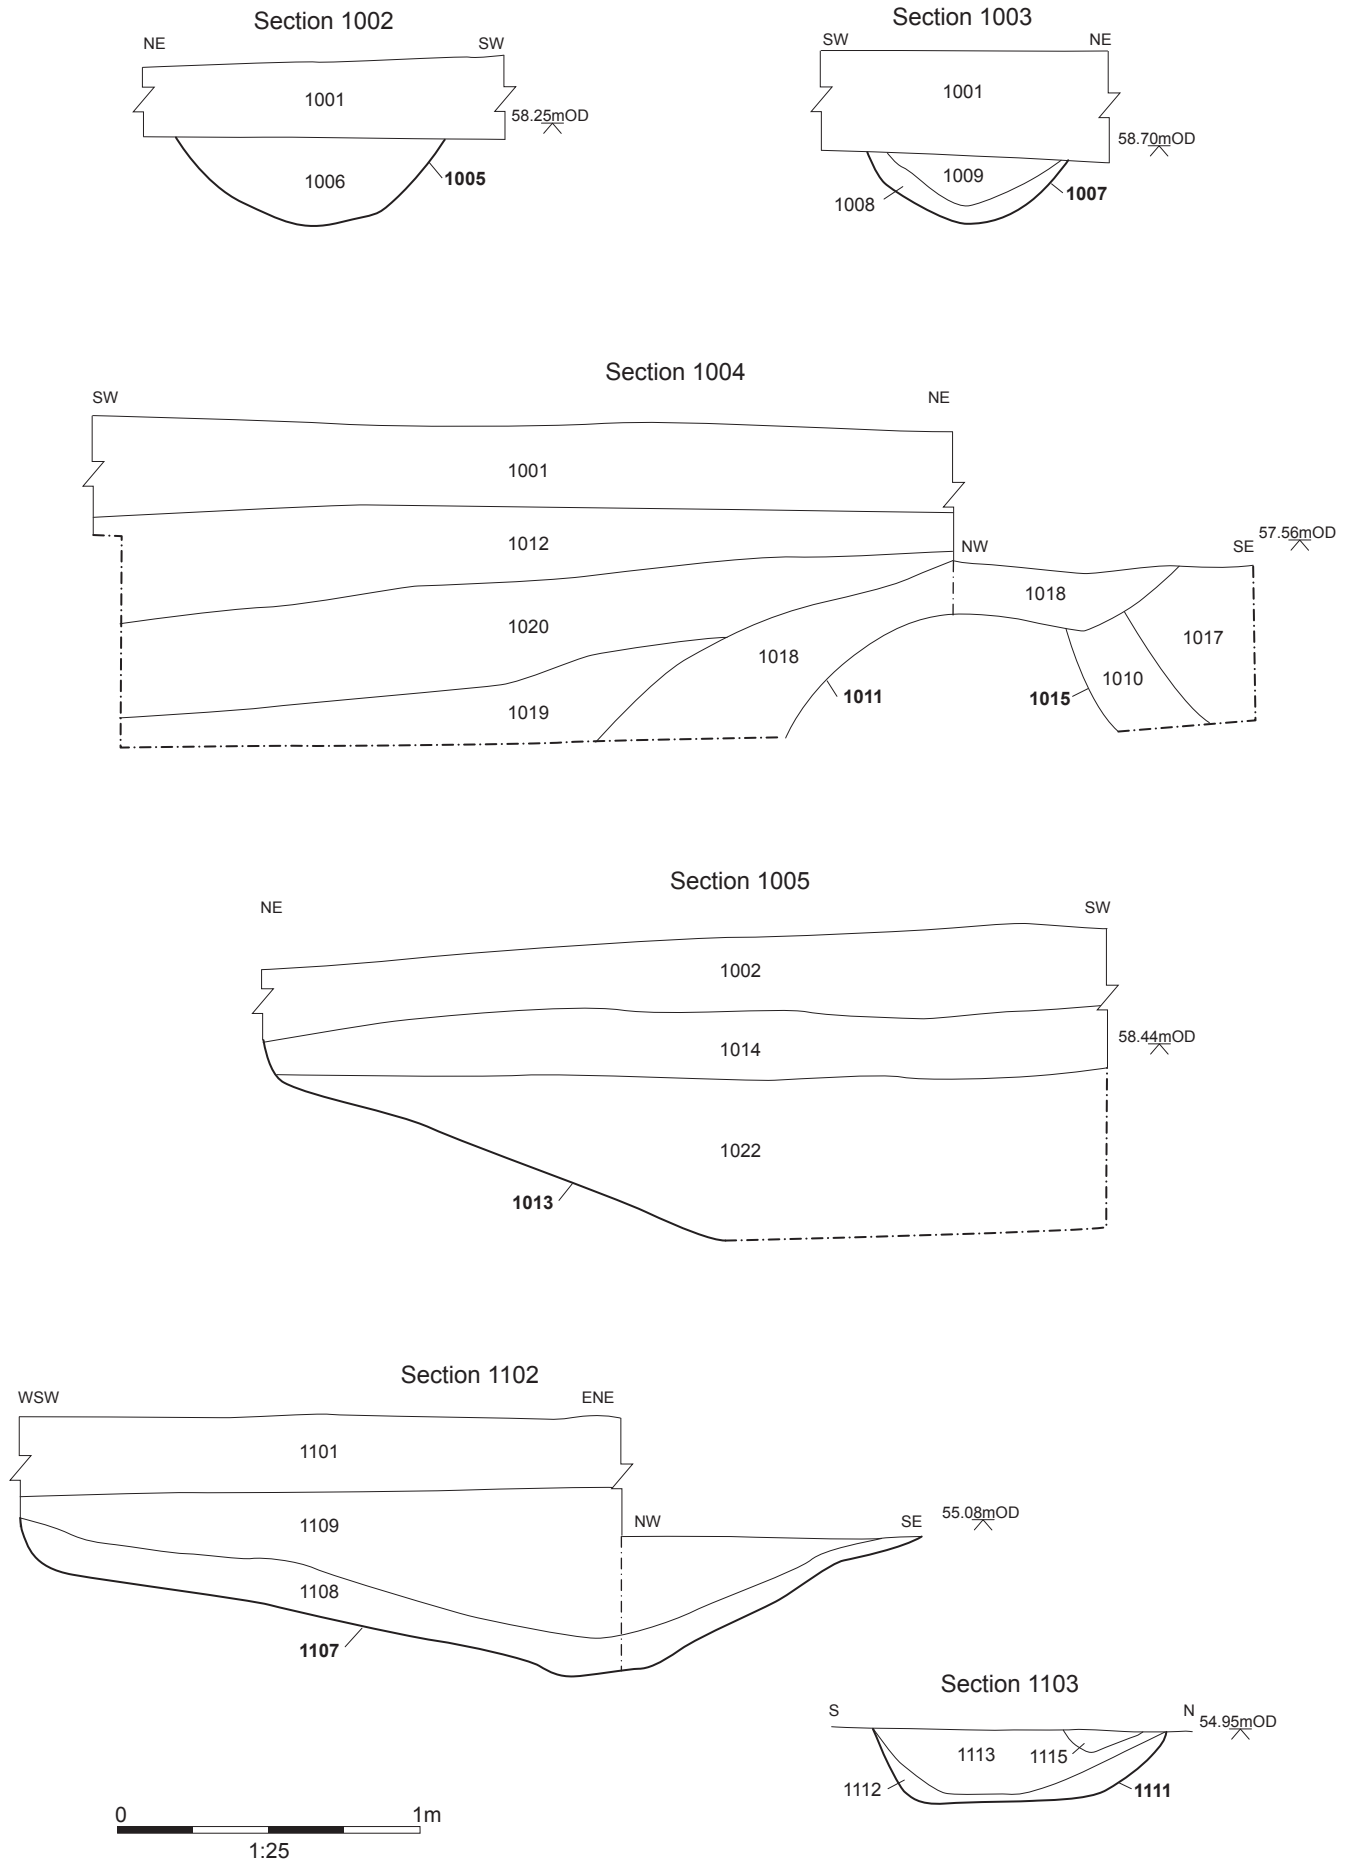 Section 1002
NE SW
1001
58.25mOD
1006
1005
Section 1003
SW NE
1001
58.70mOD
1009
1008
1007
Section 1004
SW NE
1001
1012
NW SE 57.56mOD
1018
1020
1017
1018
1010
1011
1015
1019
Section 1005
NE SW
1002
1014
58.44mOD
1022
1013
Section 1102
WSW ENE
1101
1109
NW SE 55.08mOD
1108
1107
Section 1103
S N 54.95mOD
1113 1115
1112
1111
0 1m
1:25